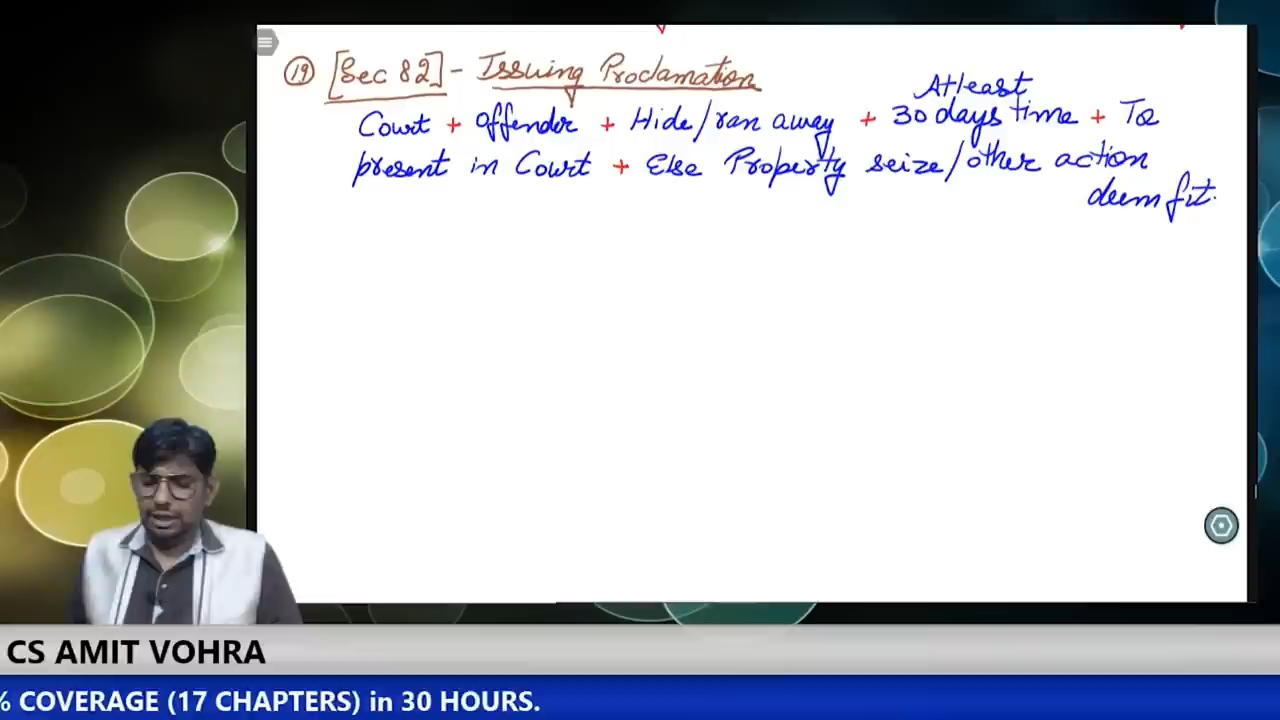 19 [Sec 82] - Issuing Proclamation
Atleast
Court + offender + Hide/ran away + 30 days time + To
present in Court + Else Property seize/other action
deem fit.
CS AMIT VOHRA
% COVERAGE (17 CHAPTERS) in 30 HOURS.